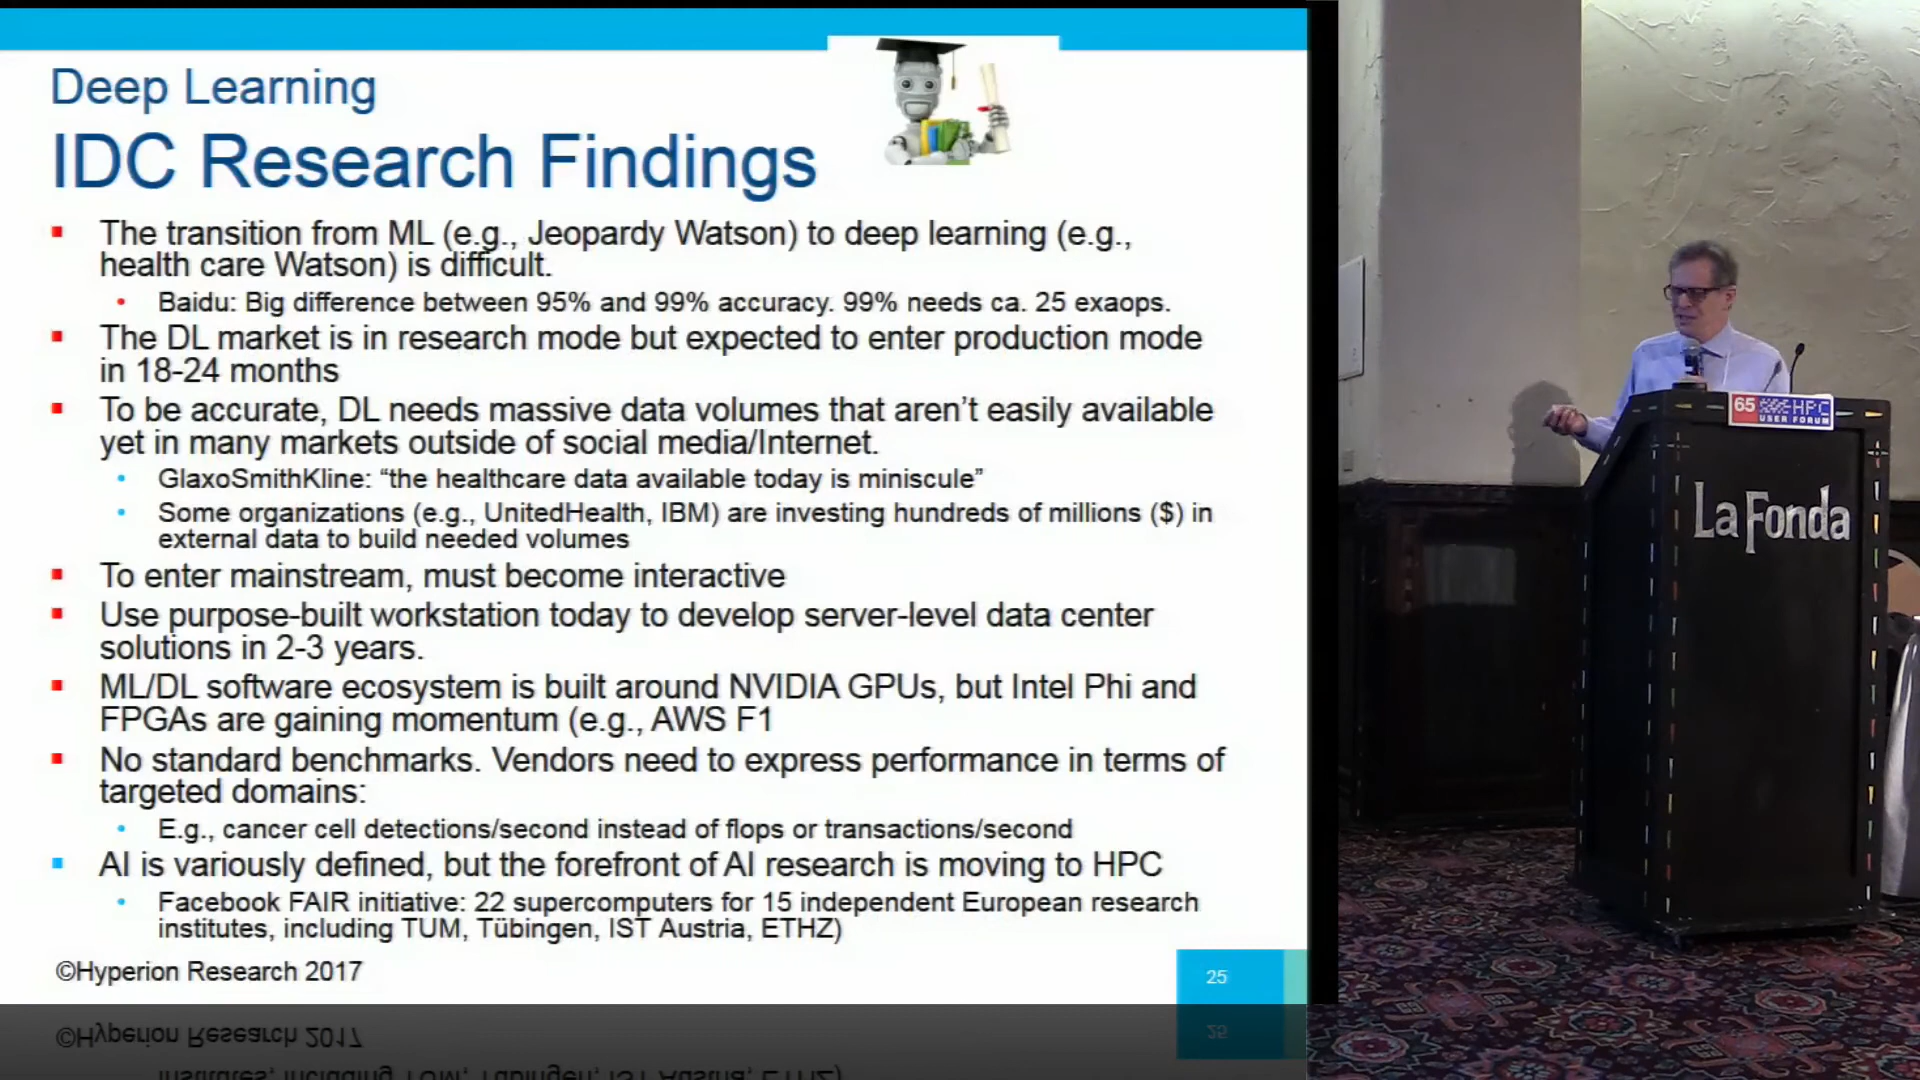 Deep Learning
IDC Research Findings
The transition from ML (e.g., Jeopardy Watson) to deep learning (e.g.,
health care Watson) is difficult.
Baidu: Big difference between 95% and 99% accuracy. 99% needs ca. 25 exaops.
The DL market is in research mode but expected to enter production mode
in 18-24 months
To be accurate, DL needs massive data volumes that aren't easily available
yet in many markets outside of social media/Internet.
GlaxoSmithKline: “the healthcare data available today is miniscule”
Some organizations (e.g., UnitedHealth, IBM) are investing hundreds of millions ($) in
external data to build needed volumes
To enter mainstream, must become interactive
Use purpose-built workstation today to develop server-level data center
solutions in 2-3 years.
ML/DL software ecosystem is built around NVIDIA GPUs, but Intel Phi and
FPGAs are gaining momentum (e.g., AWS F1
No standard benchmarks. Vendors need to express performance in terms of
targeted domains:
E.g., cancer cell detections/second instead of flops or transactions/second
AI is variously defined, but the forefront of AI research is moving to HPC
Facebook FAIR initiative: 22 supercomputers for 15 independent European research
institutes, including TUM, Tübingen, IST Austria, ETHZ)
©Hyperion Research 2017
25
65 HPC
USER FORUM
La Fonda